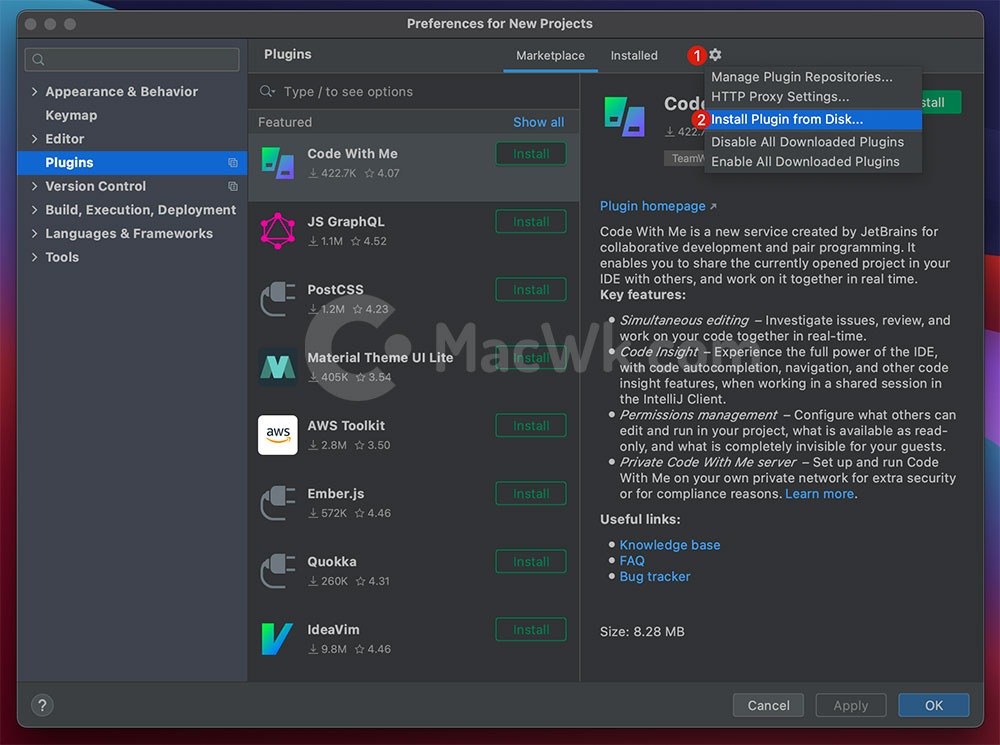 Preferences for New Projects
Plugins
Marketplace
Installed
1
Manage Plugin Repositories...
HTTP Proxy Settings...
2
Install Plugin from Disk...
Disable All Downloaded Plugins
Enable All Downloaded Plugins
Appearance & Behavior
Keymap
Editor
Plugins
Version Control
Build, Execution, Deployment
Languages & Frameworks
Tools
Type / to see options
Featured
Show all
Code With Me
422.7K 4.07
Install
JS GraphQL
1.1M 4.52
Install
PostCSS
1.2M 4.23
Install
Material Theme UI Lite
405K 3.54
Install
aws
AWS Toolkit
2.8M 3.50
Install
Ember.js
572K 4.46
Install
Quokka
260K 4.31
Install
IdeaVim
9.8M 4.46
Install
MacWk.com
Plugin homepage
Code With Me is a new service created by JetBrains for
collaborative development and pair programming. It
enables you to share the currently opened project in your
IDE with others, and work on it together in real time.
Key features:
Simultaneous editing – Investigate issues, review, and
work on your code together in real-time.
Code Insight – Experience the full power of the IDE,
with code autocompletion, navigation, and other code
insight features, when working in a shared session in
the IntelliJ Client.
Permissions management – Configure what others can
edit and run in your project, what is available as read-
only, and what is completely invisible for your guests.
Private Code With Me server – Set up and run Code
With Me on your own private network for extra security
or for compliance reasons. Learn more.
Useful links:
Knowledge base
FAQ
Bug tracker
Size: 8.28 MB
?
Cancel
Apply
OK